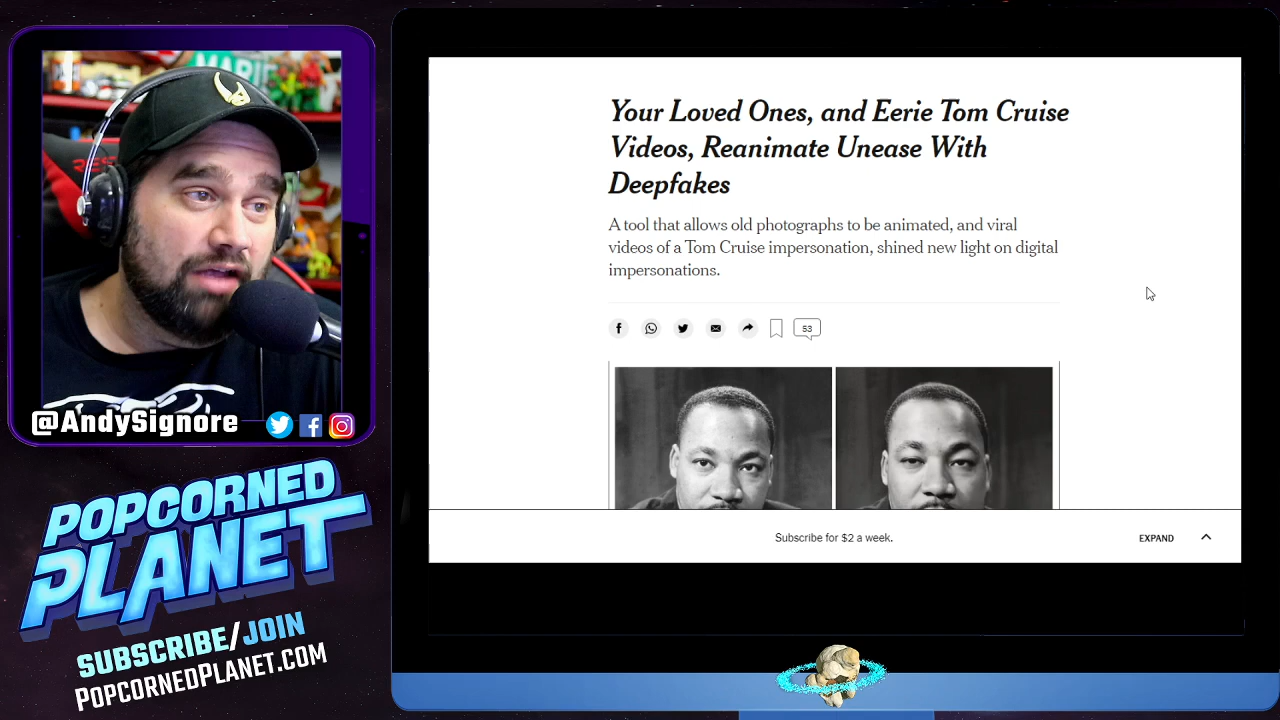 @AndySignore
POPCORNED
PLANET
SUBSCRIBE/JOIN
POPCORNEDPLANET.COM
Your Loved Ones, and Eerie Tom Cruise
Videos, Reanimate Unease With
Deepfakes
A tool that allows old photographs to be animated, and viral
videos of a Tom Cruise impersonation, shined new light on digital
impersonations.
53
Subscribe for $2 a week.
EXPAND